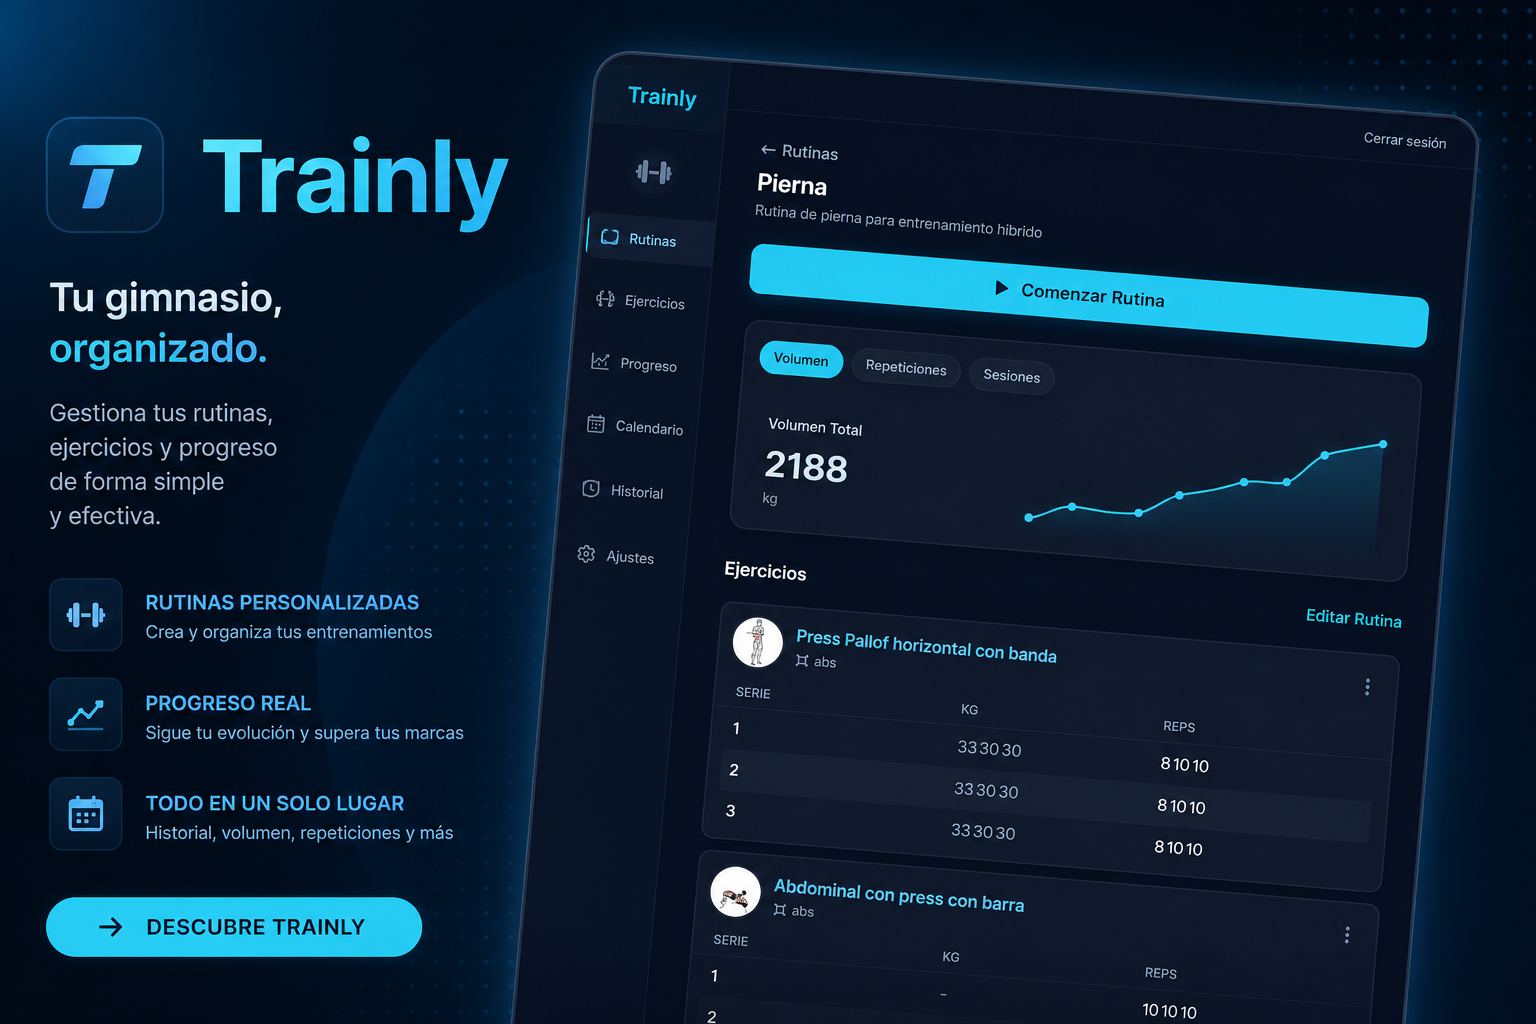 T
Trainly
Tu gimnasio,
organizado.
Gestiona tus rutinas,
ejercicios y progreso
de forma simple
y efectiva.
RUTINAS PERSONALIZADAS
Crea y organiza tus entrenamientos
PROGRESO REAL
Sigue tu evolución y supera tus marcas
TODO EN UN SOLO LUGAR
Historial, volumen, repeticiones y más
→ DESCUBRE TRAINLY
Trainly
Rutinas
Ejercicios
Progreso
Calendario
Historial
Ajustes
Cerrar sesión
← Rutinas
Pierna
Rutina de pierna para entrenamiento hibrido
Comenzar Rutina
Volumen Repeticiones Sesiones
Volumen Total
2188
kg
Ejercicios
Editar Rutina
Press Pallof horizontal con banda
abs
SERIE KG REPS
1 33 30 30 8 10 10
2 33 30 30 8 10 10
3 33 30 30 8 10 10
Abdominal con press con barra
abs
SERIE KG REPS
1 - 10 10 10
2